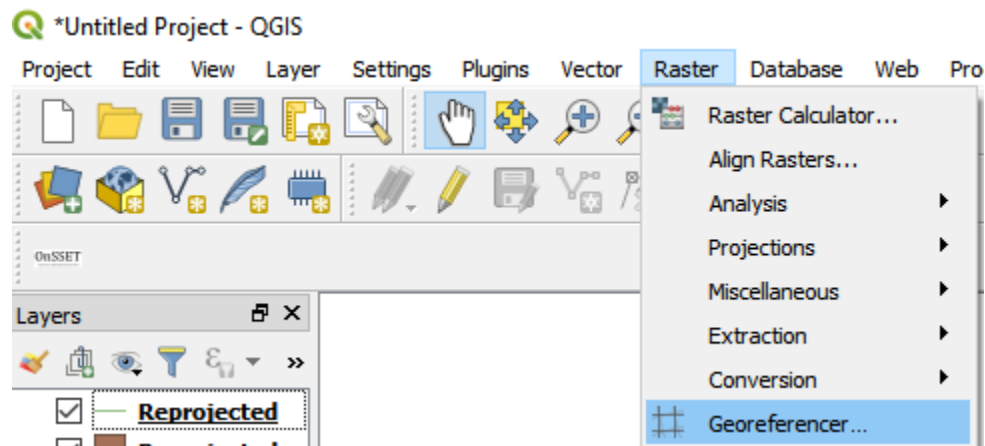 *Untitled Project - QGIS
Project Edit View Layer Settings Plugins Vector Raster Database Web Pro
Raster Calculator...
Align Rasters...
Analysis
Projections
OnSSET
Miscellaneous
Layers
Extraction
Conversion
Reprojected
Georeferencer...